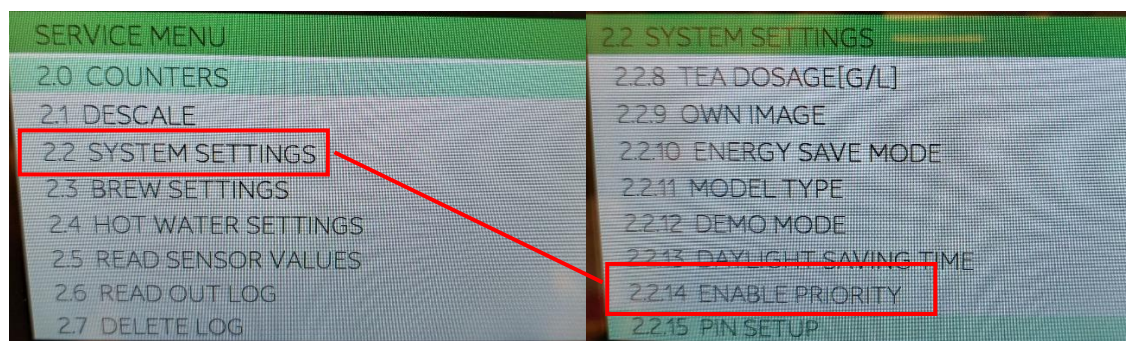 SERVICE MENU
2.0 COUNTERS
2.1 DESCALE
2.2 SYSTEM SETTINGS
2.3 BREW SETTINGS
2.4 HOT WATER SETTINGS
2.5 READ SENSOR VALUES
2.6 READ OUT LOG
2.7 DELETE LOG
2.2 SYSTEM SETTINGS
2.2.8 TEA DOSAGE[G/L]
2.2.9 OWN IMAGE
2.2.10 ENERGY SAVE MODE
2.2.11 MODEL TYPE
2.2.12 DEMO MODE
2.2.13 DAYLIGHT SAVING TIME
2.2.14 ENABLE PRIORITY
2.2.15 PIN SETUP